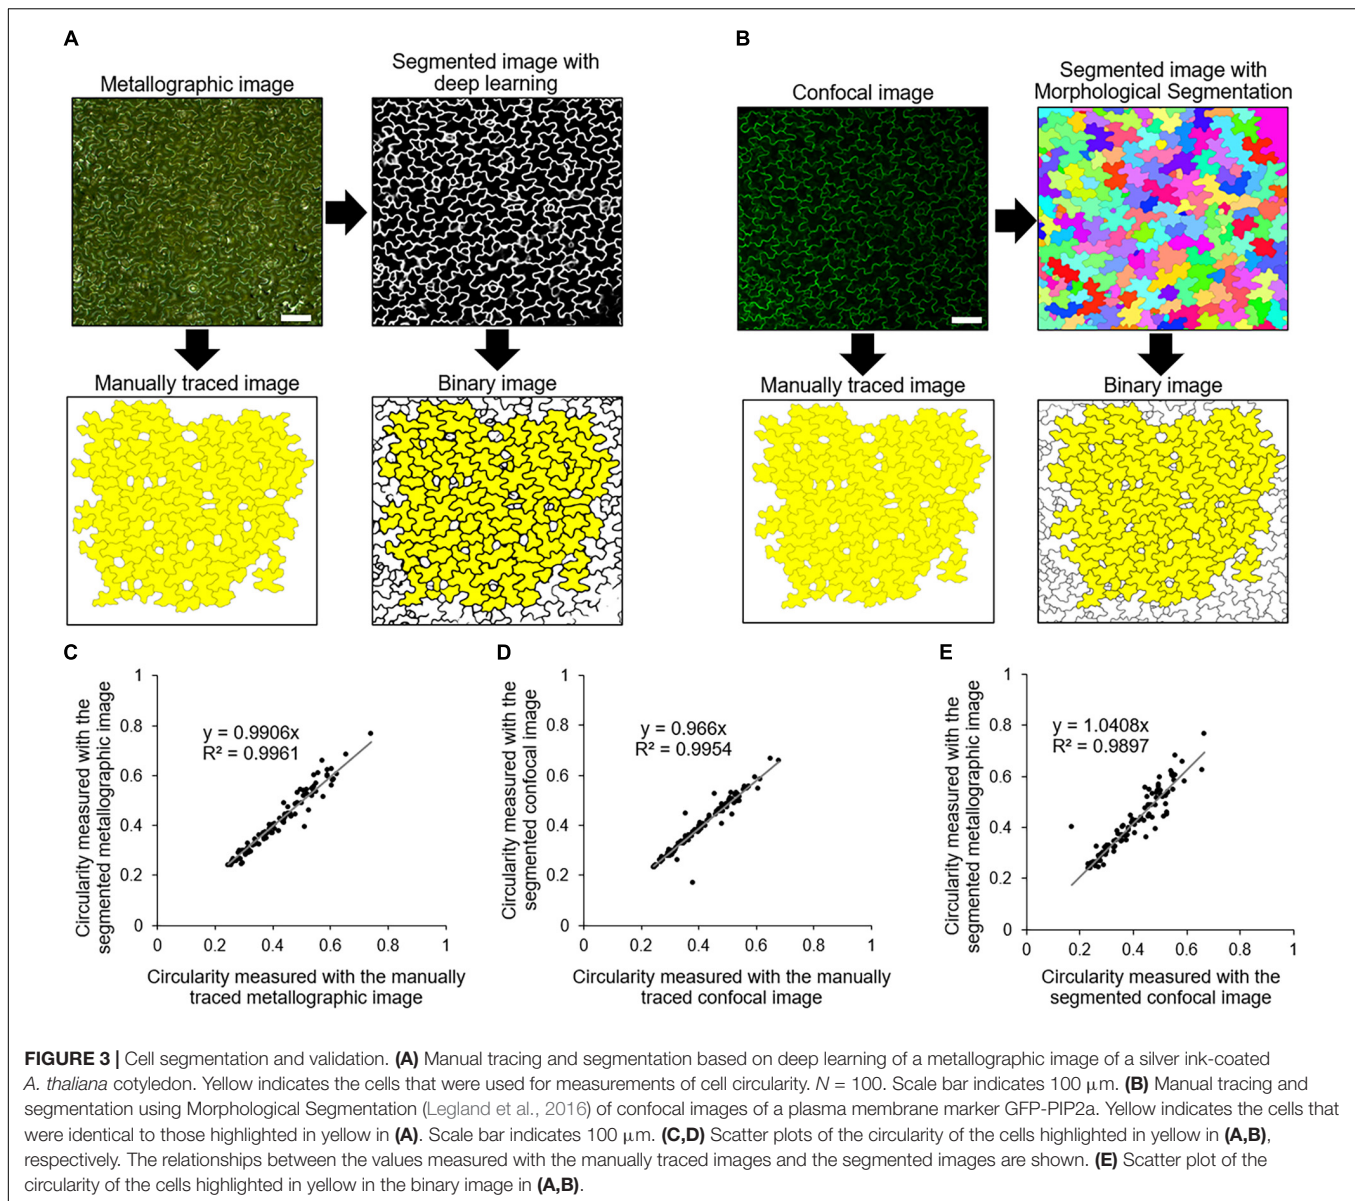 A
Metallographic image
Segmented image with
deep learning
Manually traced image
Binary image
B
Confocal image
Segmented image with
Morphological Segmentation
Manually traced image
Binary image
C
Circularity measured with the
segmented metallographic image
1
0.8
0.6
0.4
0.2
0
y = 0.9906x
R² = 0.9961
0 0.2 0.4 0.6 0.8 1
Circularity measured with the manually
traced metallographic image
D
Circularity measured with the
segmented confocal image
1
0.8
0.6
0.4
0.2
0
y = 0.966x
R² = 0.9954
0 0.2 0.4 0.6 0.8 1
Circularity measured with the manually
traced confocal image
E
Circularity measured with the
segmented metallographic image
1
0.8
0.6
0.4
0.2
0
y = 1.0408x
R² = 0.9897
0 0.2 0.4 0.6 0.8 1
Circularity measured with the
segmented confocal image
FIGURE 3 | Cell segmentation and validation. (A) Manual tracing and segmentation based on deep learning of a metallographic image of a silver ink-coated
A. thaliana cotyledon. Yellow indicates the cells that were used for measurements of cell circularity. N = 100. Scale bar indicates 100 μm. (B) Manual tracing and
segmentation using Morphological Segmentation (Legland et al., 2016) of confocal images of a plasma membrane marker GFP-PIP2a. Yellow indicates the cells that
were identical to those highlighted in yellow in (A). Scale bar indicates 100 μm. (C,D) Scatter plots of the circularity of the cells highlighted in yellow in (A,B),
respectively. The relationships between the values measured with the manually traced images and the segmented images are shown. (E) Scatter plot of the
circularity of the cells highlighted in yellow in the binary image in (A,B).